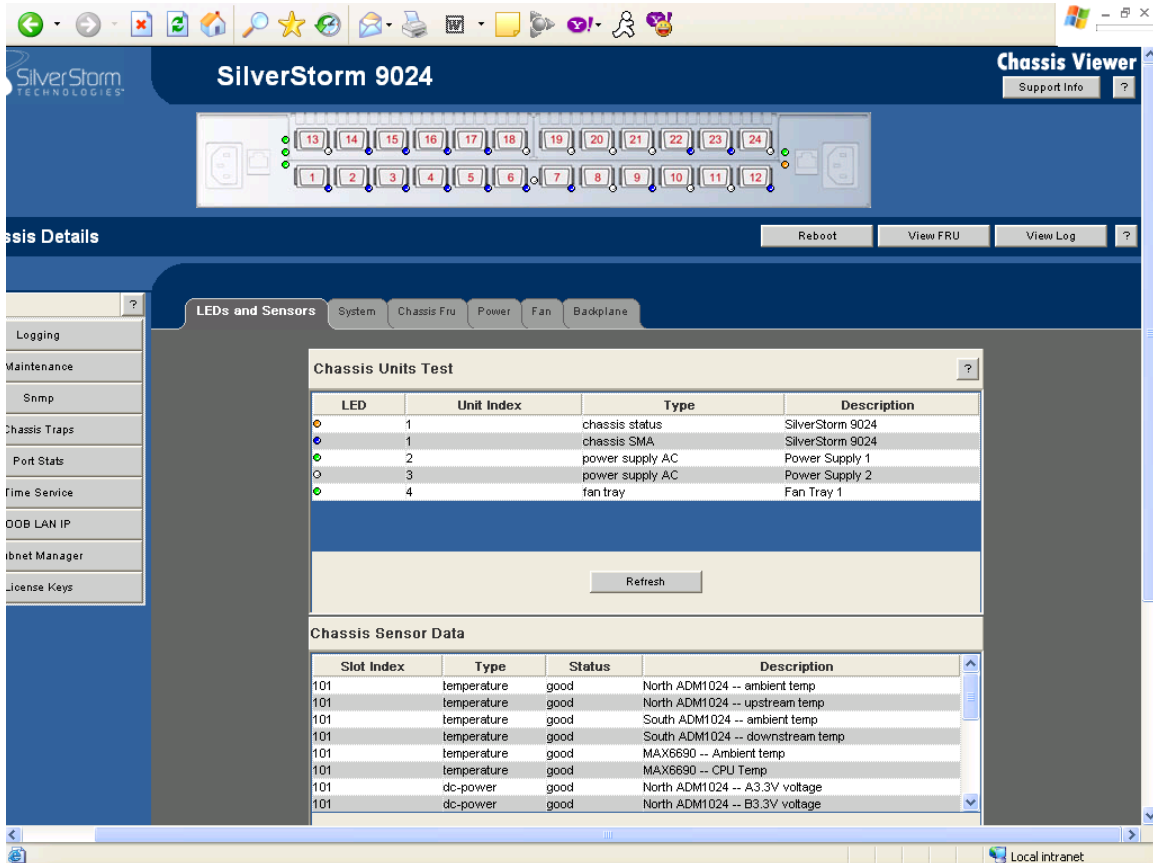 SilverStorm
TECHNOLOGIES
SilverStorm 9024
Chassis Viewer
Support Info ?
13 14 15 16 17 18 19 20 21 22 23 24
1 2 3 4 5 6 7 8 9 10 11 12
ssis Details
Reboot View FRU View Log ?
?
Logging
Maintenance
Snmp
Chassis Traps
Port Stats
Time Service
OOB LAN IP
ubnet Manager
License Keys
LEDs and Sensors System Chassis Fru Power Fan Backplane
Chassis Units Test ?
LED Unit Index Type Description
1 chassis status SilverStorm 9024
1 chassis SMA SilverStorm 9024
2 power supply AC Power Supply 1
3 power supply AC Power Supply 2
4 fan tray Fan Tray 1
Refresh
Chassis Sensor Data
Slot Index Type Status Description
101 temperature good North ADM1024 -- ambient temp
101 temperature good North ADM1024 -- upstream temp
101 temperature good South ADM1024 -- ambient temp
101 temperature good South ADM1024 -- downstream temp
101 temperature good MAX6690 -- Ambient temp
101 temperature good MAX6690 -- CPU Temp
101 dc-power good North ADM1024 -- A3.3V voltage
101 dc-power good North ADM1024 -- B3.3V voltage
Local intranet